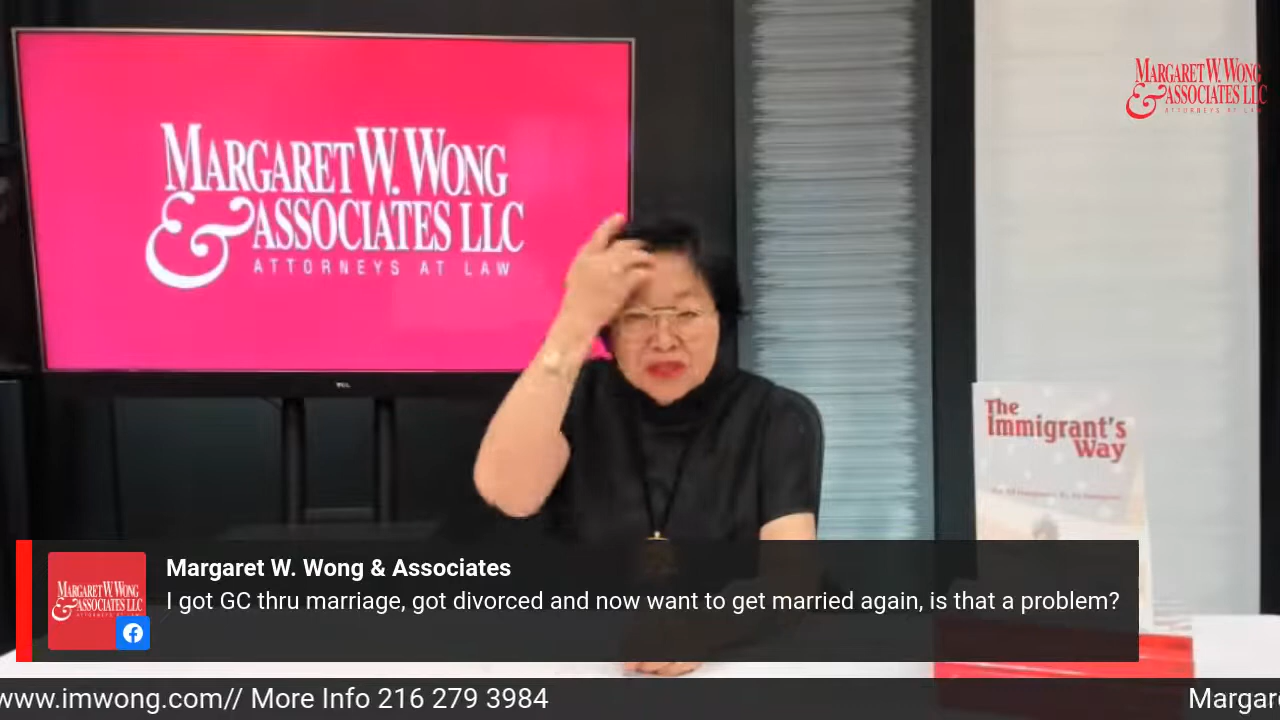 MARGARET W. WONG
& ASSOCIATES LLC
ATTORNEYS AT LAW
MARGARET W. WONG
& ASSOCIATES LLC
ATTORNEYS AT LAW
TCL
The
Immigrant's
Way
MARGARET W. WONG
& ASSOCIATES LLC
Margaret W. Wong & Associates
I got GC thru marriage, got divorced and now want to get married again, is that a problem?
www.imwong.com// More Info 216 279 3984
Margar